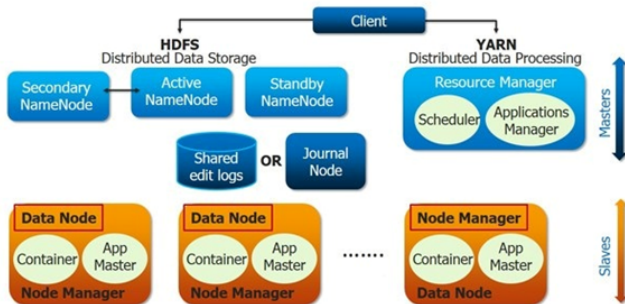 Client
HDFS
Distributed Data Storage
YARN
Distributed Data Processing
Secondary
NameNode
Active
NameNode
Standby
NameNode
Resource Manager
Scheduler
Applications
Manager
Masters
Shared
edit logs
OR
Journal
Node
Data Node
Container
App
Master
Node Manager
Data Node
Container
App
Master
Node Manager
.......
Node Manager
Container
App
Master
Data Node
Slaves